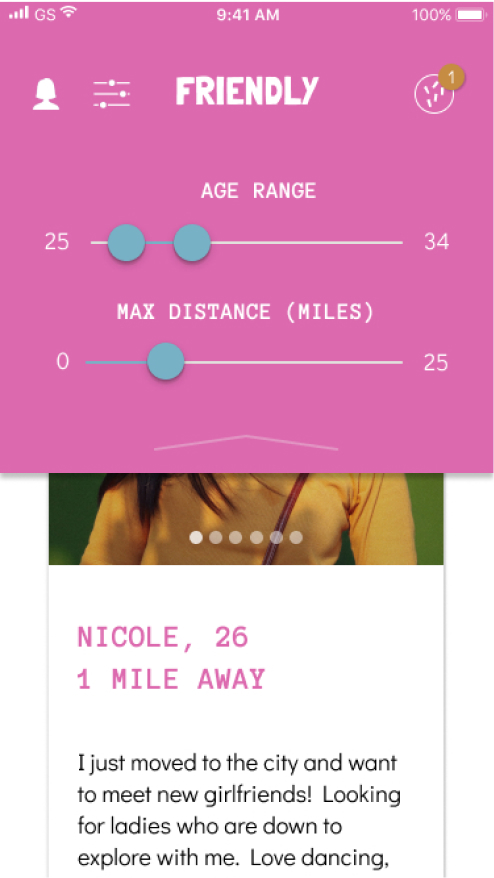 GS 9:41 AM 100%
FRIENDLY 1
AGE RANGE
25 34
MAX DISTANCE (MILES)
0 25
NICOLE, 26
1 MILE AWAY
I just moved to the city and want
to meet new girlfriends! Looking
for ladies who are down to
explore with me. Love dancing,